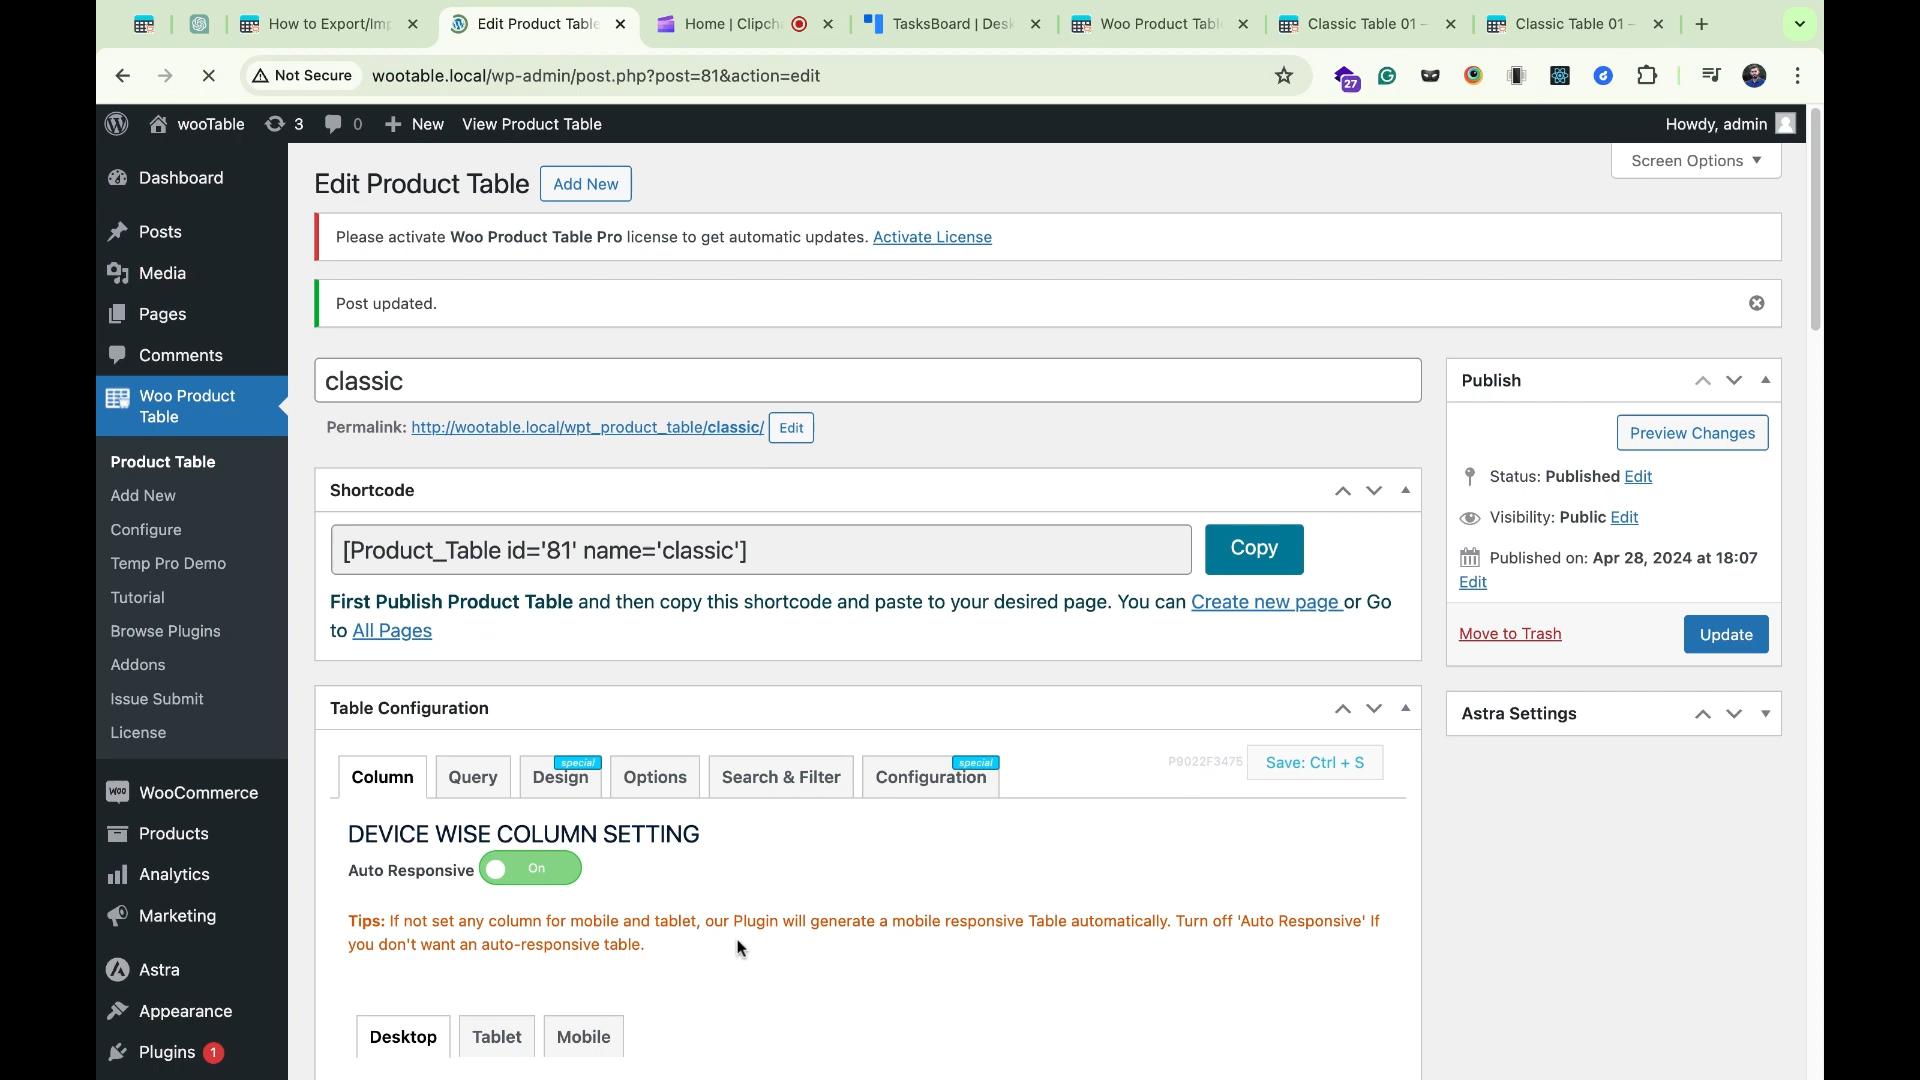 How to Export/Imp
Edit Product Table
Home | Clipch
TasksBoard | Desk
Woo Product Tabl
Classic Table 01 –
Classic Table 01 –
Not Secure
wootable.local/wp-admin/post.php?post=81&action=edit
27
wooTable
3
0
New
View Product Table
Howdy, admin
Dashboard
Posts
Media
Pages
Comments
Woo Product
Table
Product Table
Add New
Configure
Temp Pro Demo
Tutorial
Browse Plugins
Addons
Issue Submit
License
WooCommerce
Products
Analytics
Marketing
Astra
Appearance
Plugins 1
Screen Options
Edit Product Table
Add New
Please activate Woo Product Table Pro license to get automatic updates. Activate License
Post updated.
classic
Permalink: http://wootable.local/wpt_product_table/classic/ Edit
Shortcode
[Product_Table id='81' name='classic']
Copy
First Publish Product Table and then copy this shortcode and paste to your desired page. You can Create new page or Go
to All Pages
Table Configuration
Column
Query
Design
special
Options
Search & Filter
Configuration
special
P9022F3475
Save: Ctrl + S
DEVICE WISE COLUMN SETTING
Auto Responsive On
Tips: If not set any column for mobile and tablet, our Plugin will generate a mobile responsive Table automatically. Turn off 'Auto Responsive' If
you don't want an auto-responsive table.
Desktop
Tablet
Mobile
Publish
Preview Changes
Status: Published Edit
Visibility: Public Edit
Published on: Apr 28, 2024 at 18:07
Edit
Move to Trash
Update
Astra Settings